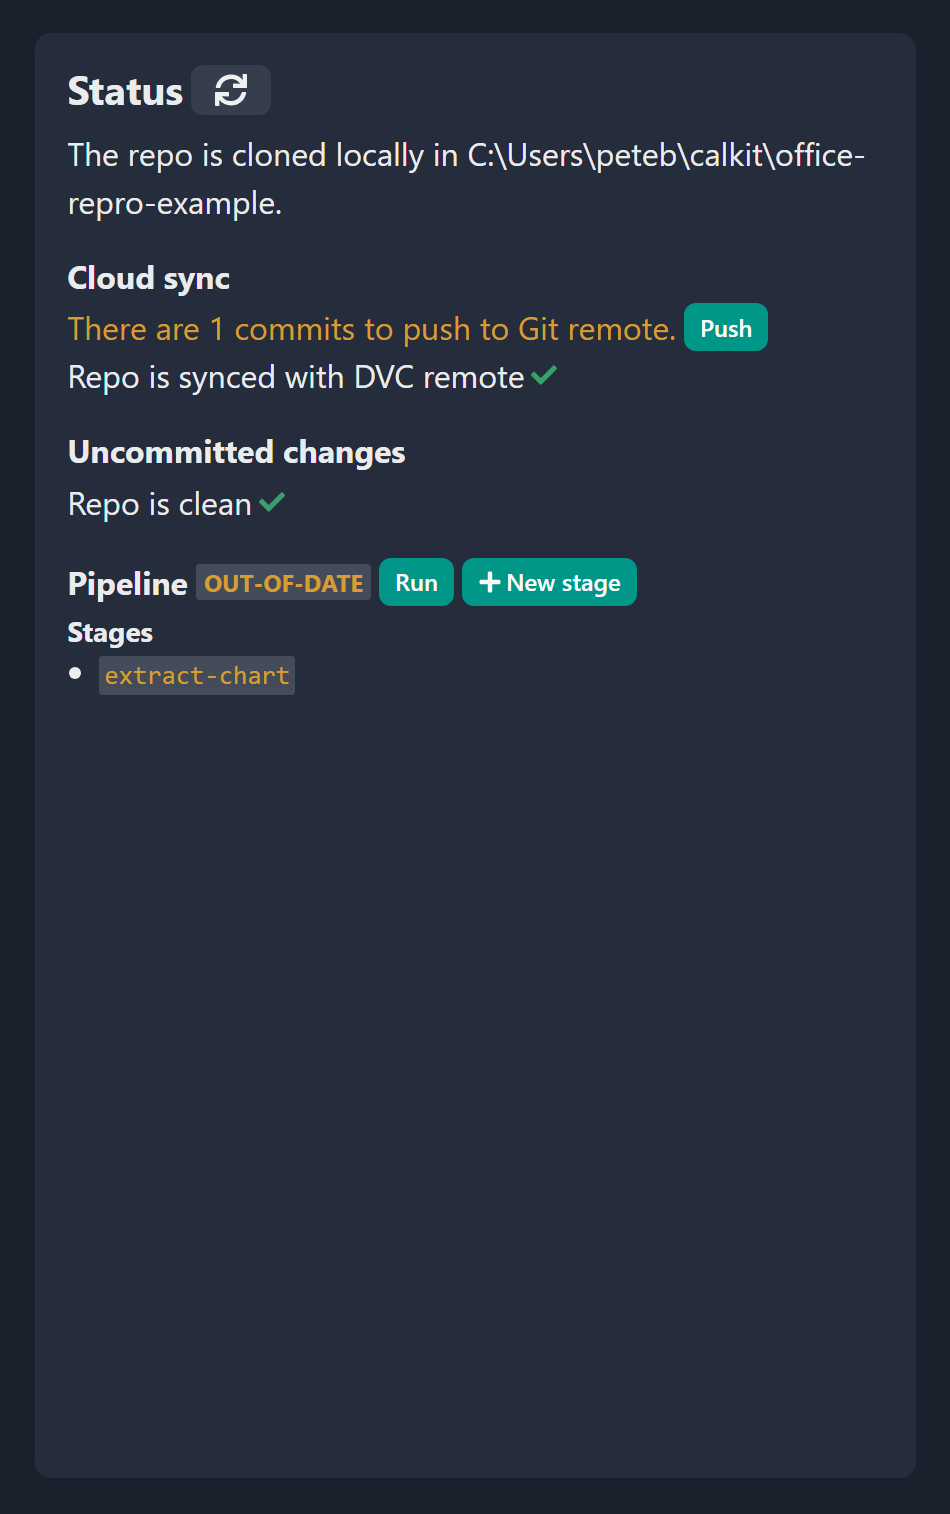 Status
The repo is cloned locally in C:\Users\peteb\calkit\office-
repro-example.
Cloud sync
There are 1 commits to push to Git remote. Push
Repo is synced with DVC remote
Uncommitted changes
Repo is clean
Pipeline OUT-OF-DATE Run + New stage
Stages
• extract-chart